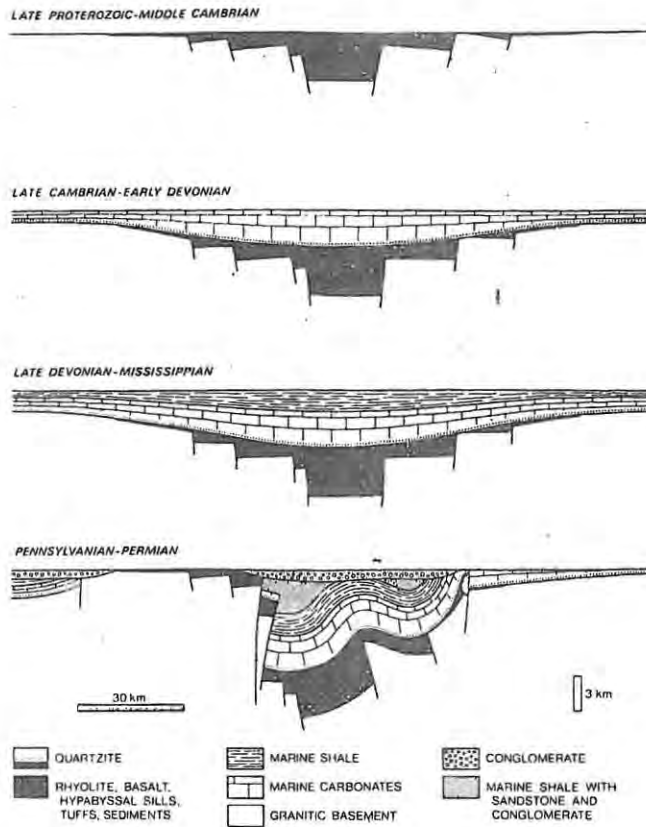 LATE PROTEROZOIC-MIDDLE CAMBRIAN
LATE CAMBRIAN-EARLY DEVONIAN
LATE DEVONIAN-MISSISSIPPIAN
PENNSYLVANIAN-PERMIAN
30 km
3 km
QUARTZITE
RHYOLITE, BASALT,
HYPABYSSAL SILLS,
TUFFS, SEDIMENTS
MARINE SHALE
MARINE CARBONATES
GRANITIC BASEMENT
CONGLOMERATE
MARINE SHALE WITH
SANDSTONE AND
CONGLOMERATE